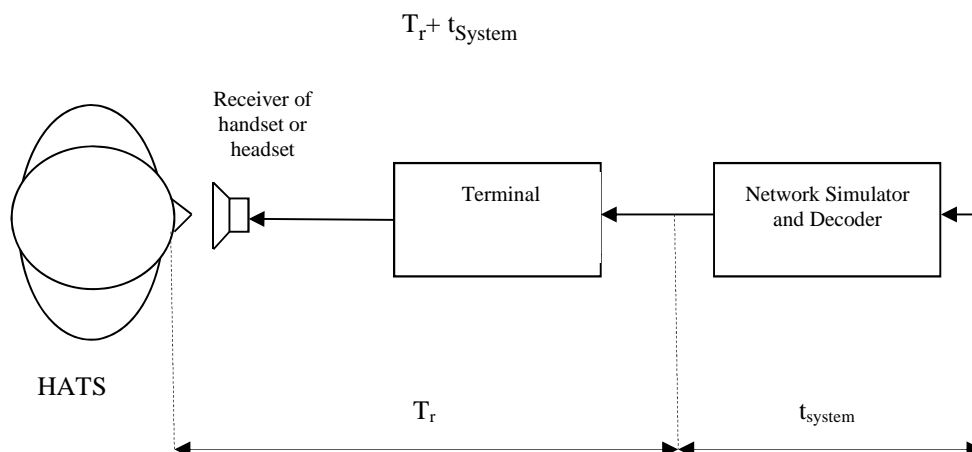 Tr+ tSystem
Receiver of
handset or
headset
Terminal
Network Simulator
and Decoder
HATS
Tr
tsystem